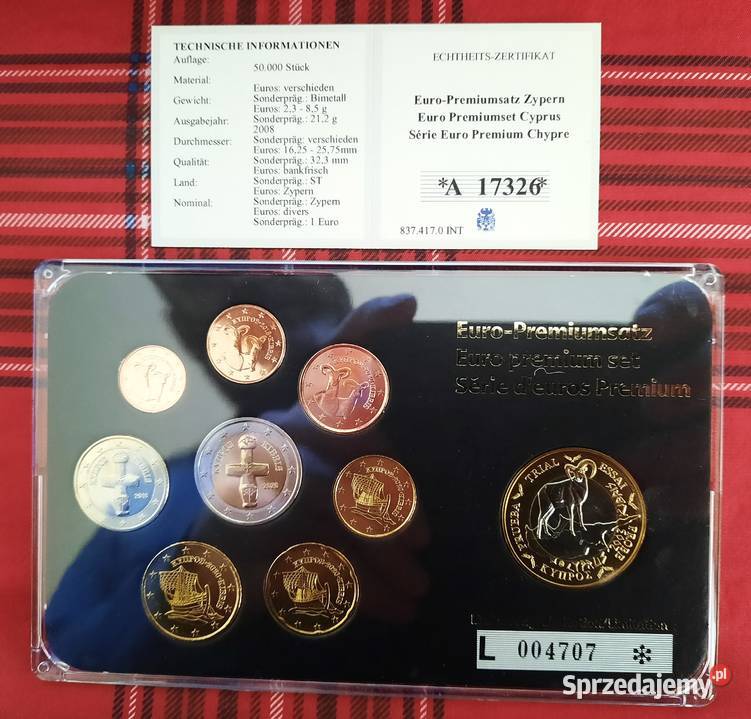 TECHNISCHE INFORMATIONEN
Auflage:
50.000 Stück
Material:
Euros: verschieden
Gewicht:
Sonderpräg.: Bimetall
Euros: 2,3 - 8,5 g
Ausgabejahr:
Sonderpräg.: 21,2 g
2008
Durchmesser:
Sonderpräg: verschieden
Euros: 16,25 - 25,75mm
Qualität:
Sonderpräg.: 32,3 mm
Euros: bankfrisch
Land:
Sonderpräg.: ST
Euros: Zypern
Nominal:
Sonderpräg.: Zypern
Euros: divers
Sonderpräg.: 1 Euro
ECHTHEITS-ZERTIFIKAT
Euro-Premiumsatz Zypern
Euro Premiumset Cyprus
Série Euro Premium Chypre
*A 17326*
837.417.0 INT
Euro-Premiumsatz
Euro premium set
Série d'euros Premium
ΚΥΠΡΟΣ KIBRIS
PRUEBA TRIAL ESSAI PROBE
ΚΥΠΡΟΣ
L 004707
Sprzedajemy.pl